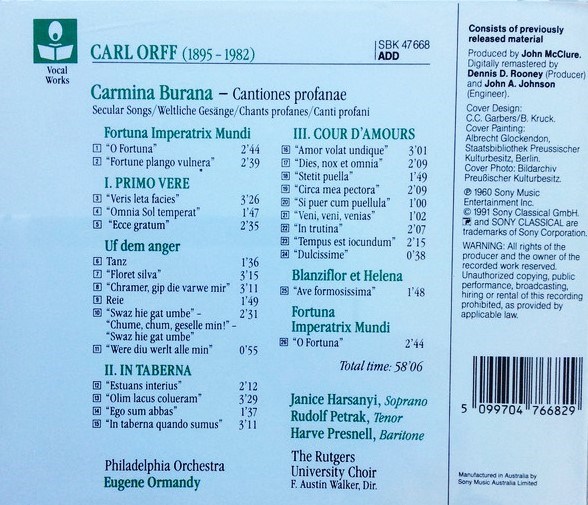 Vocal
Works
CARL ORFF (1895 - 1982)
SBK 47668
ADD
Carmina Burana – Cantiones profanae
Secular Songs/Weltliche Gesänge/Chants profanes/Canti profani
Fortuna Imperatrix Mundi
1 "O Fortuna" 2'44
2 "Fortune plango vulnera" 2'39
I. PRIMO VERE
3 "Veris leta facies" 3'26
4 "Omnia Sol temperat" 1'47
5 "Ecce gratum" 2'35
Uf dem anger
6 Tanz 1'36
7 "Floret silva" 3'15
8 "Chramer, gip die varwe mir" 3'11
9 Reie 1'49
10 "Swaz hie gat umbe" – 2'31
"Chume, chum, geselle min!" –
"Swaz hie gat umbe"
11 "Were diu werlt alle min" 0'55
II. IN TABERNA
12 "Estuans interius" 2'12
13 "Olim lacus colueram" 3'29
14 "Ego sum abbas" 1'37
15 "In taberna quando sumus" 3'11
Philadelphia Orchestra
Eugene Ormandy
III. COUR D'AMOURS
16 "Amor volat undique" 3'01
17 "Dies, nox et omnia" 2'09
18 "Stetit puella" 1'49
19 "Circa mea pectora" 2'09
20 "Si puer cum puellula" 1'00
21 "Veni, veni, venias" 1'02
22 "In trutina" 2'07
23 "Tempus est iocundum" 2'15
24 "Dulcissime" 0'38
Blanziflor et Helena
25 "Ave formosissima" 1'48
Fortuna
Imperatrix Mundi
26 "O Fortuna" 2'44
Total time: 58'06
Janice Harsanyi, Soprano
Rudolf Petrak, Tenor
Harve Presnell, Baritone
The Rutgers
University Choir
F. Austin Walker, Dir.
Consists of previously
released material
Produced by John McClure.
Digitally remastered by
Dennis D. Rooney (Producer)
and John A. Johnson
(Engineer).
Cover Design:
C.C. Garbers/B. Kruck.
Cover Painting:
Albrecht Glockendon,
Staatsbibliothek Preussischer
Kulturbesitz, Berlin.
Cover Photo: Bildarchiv
Preußischer Kulturbesitz.
℗ 1960 Sony Music
Entertainment Inc.
© 1991 Sony Classical GmbH.
and SONY CLASSICAL are
trademarks of Sony Corporation.
WARNING: All rights of the
producer and the owner of the
recorded work reserved.
Unauthorized copying, public
performance, broadcasting,
hiring or rental of this recording
prohibited, as provided by
applicable law.
5 099704 766829
Manufactured in Australia by
Sony Music Australia Limited